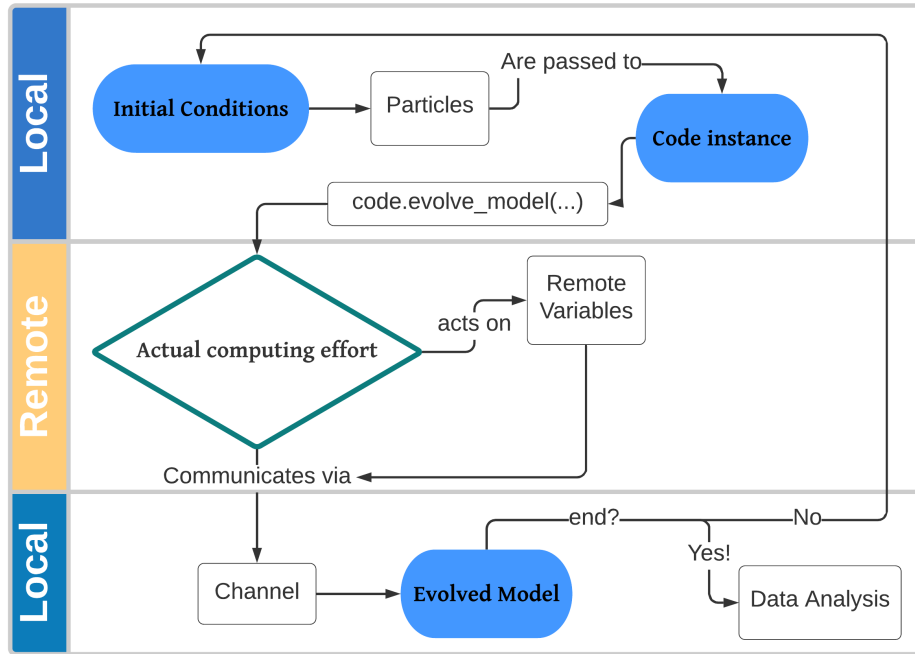 Local
Initial Conditions
Particles
Are passed to
Code instance
code.evolve_model(...)
Remote
Actual computing effort
acts on
Remote
Variables
Communicates via
Local
Channel
Evolved Model
end?
No
Yes!
Data Analysis